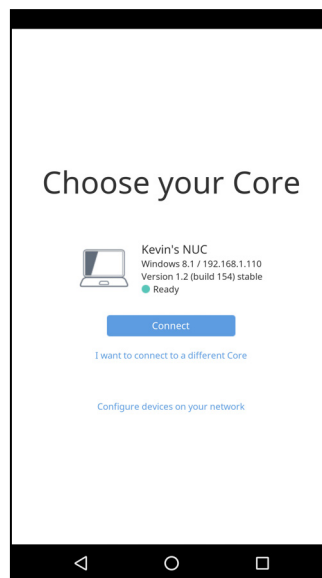 Choose your Core
Kevin's NUC
Windows 8.1 / 192.168.1.110
Version 1.2 (build 154) stable
Ready
Connect
I want to connect to a different Core
Configure devices on your network